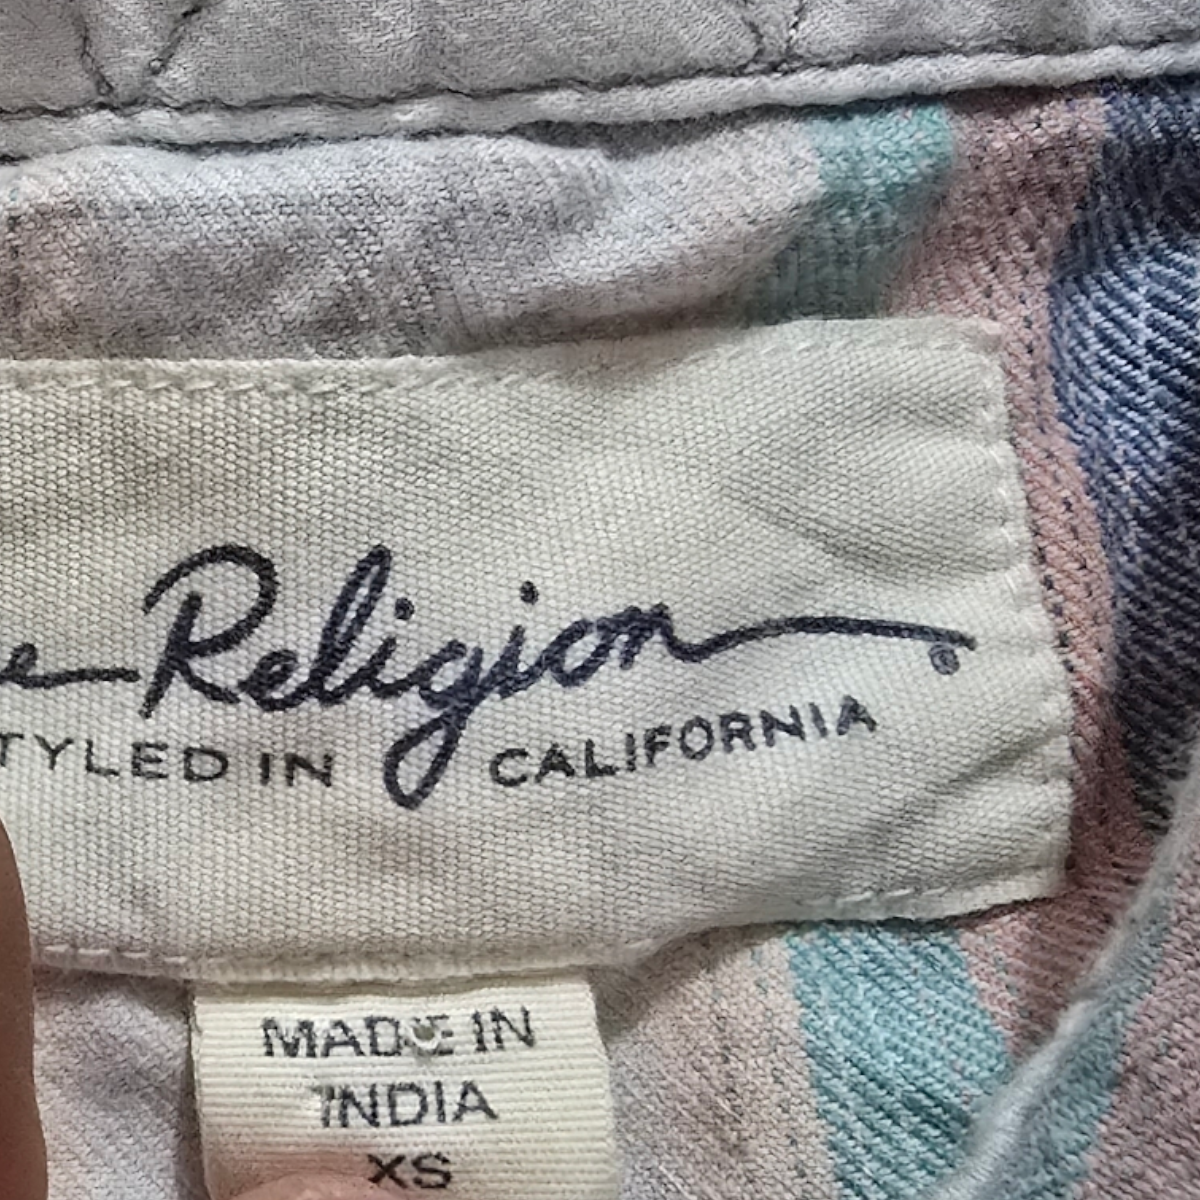 e Religion ®
TYLED IN CALIFORNIA
MADE IN
INDIA
XS